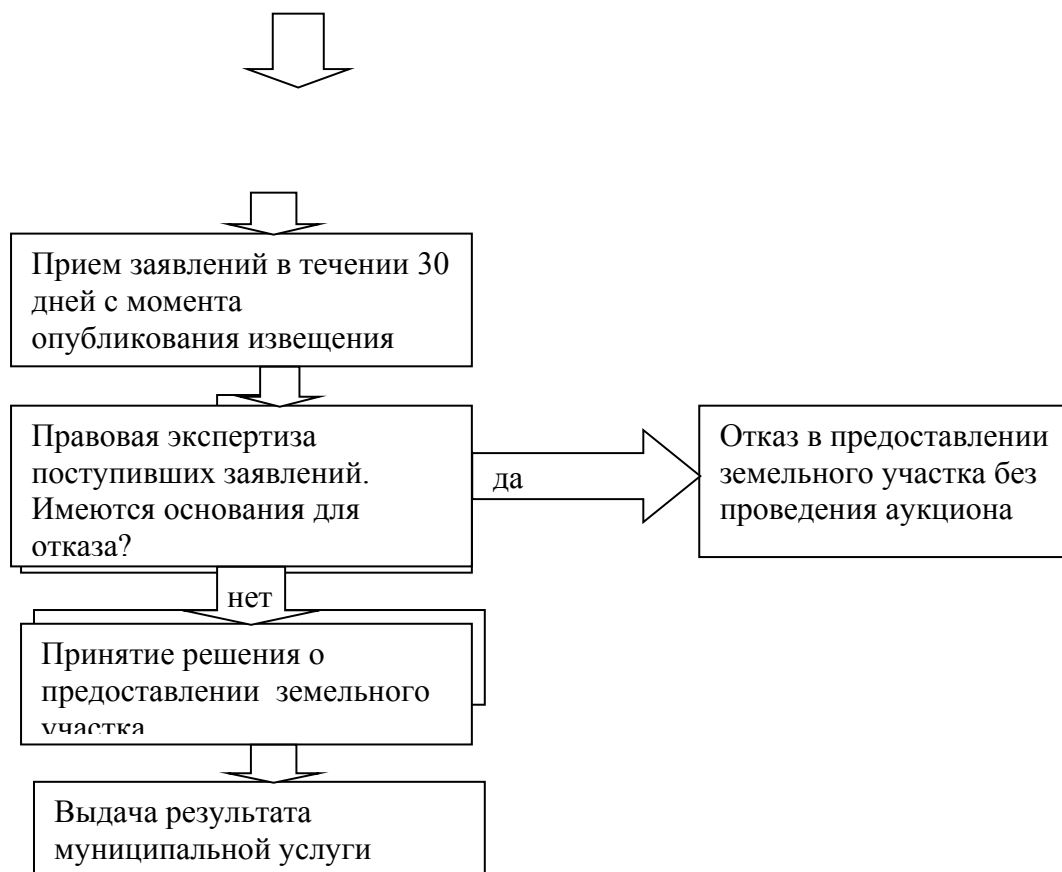 Прием заявлений в течении 30
дней с момента
опубликования извещения
Правовая экспертиза
поступивших заявлений.
Имеются основания для
отказа?
да
Отказ в предоставлении
земельного участка без
проведения аукциона
нет
Принятие решения о
предоставлении земельного
участка
Выдача результата
муниципальной услуги